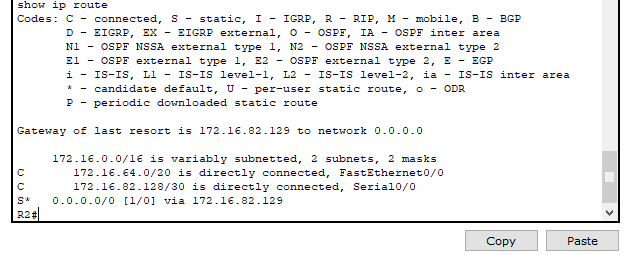 show ip route
Codes: C - connected, S - static, I - IGRP, R - RIP, M - mobile, B - BGP
D - EIGRP, EX - EIGRP external, O - OSPF, IA - OSPF inter area
N1 - OSPF NSSA external type 1, N2 - OSPF NSSA external type 2
E1 - OSPF external type 1, E2 - OSPF external type 2, E - EGP
i - IS-IS, L1 - IS-IS level-1, L2 - IS-IS level-2, ia - IS-IS inter area
* - candidate default, U - per-user static route, o - ODR
P - periodic downloaded static route
Gateway of last resort is 172.16.82.129 to network 0.0.0.0
172.16.0.0/16 is variably subnetted, 2 subnets, 2 masks
C 172.16.64.0/20 is directly connected, FastEthernet0/0
C 172.16.82.128/30 is directly connected, Serial0/0
S* 0.0.0.0/0 [1/0] via 172.16.82.129
R2#
Copy Paste